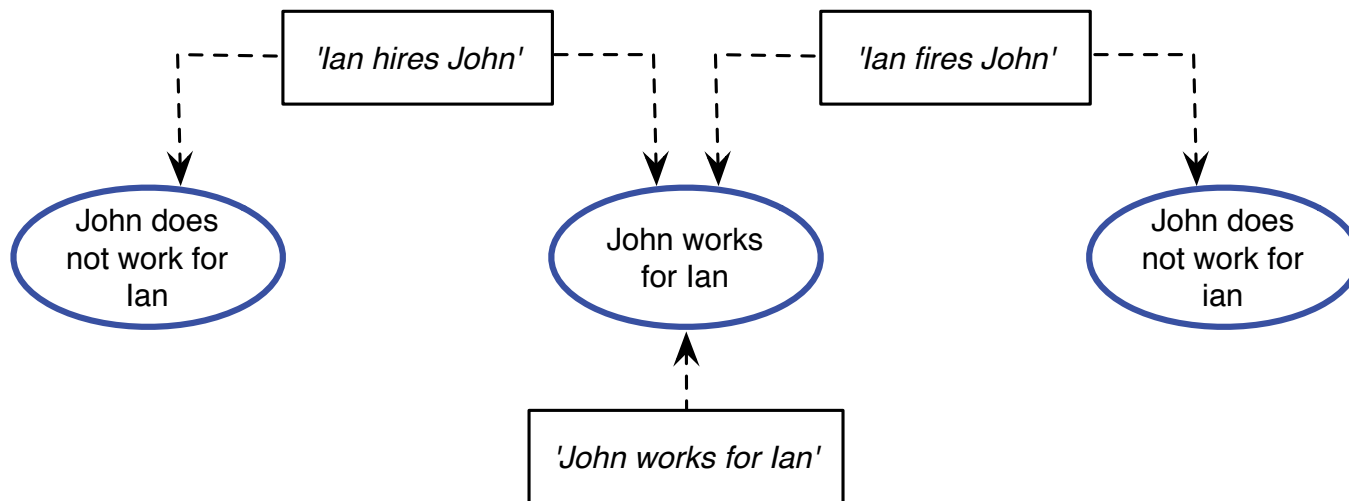 'Ian hires John'
'Ian fires John'
John does
not work for
Ian
John works
for Ian
John does
not work for
ian
'John works for Ian'